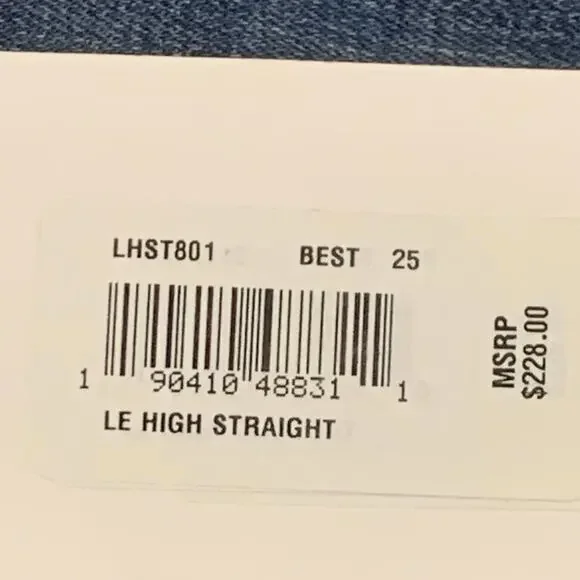 LHST801 BEST 25
1 90410 48831 1
LE HIGH STRAIGHT
MSRP
$228.00